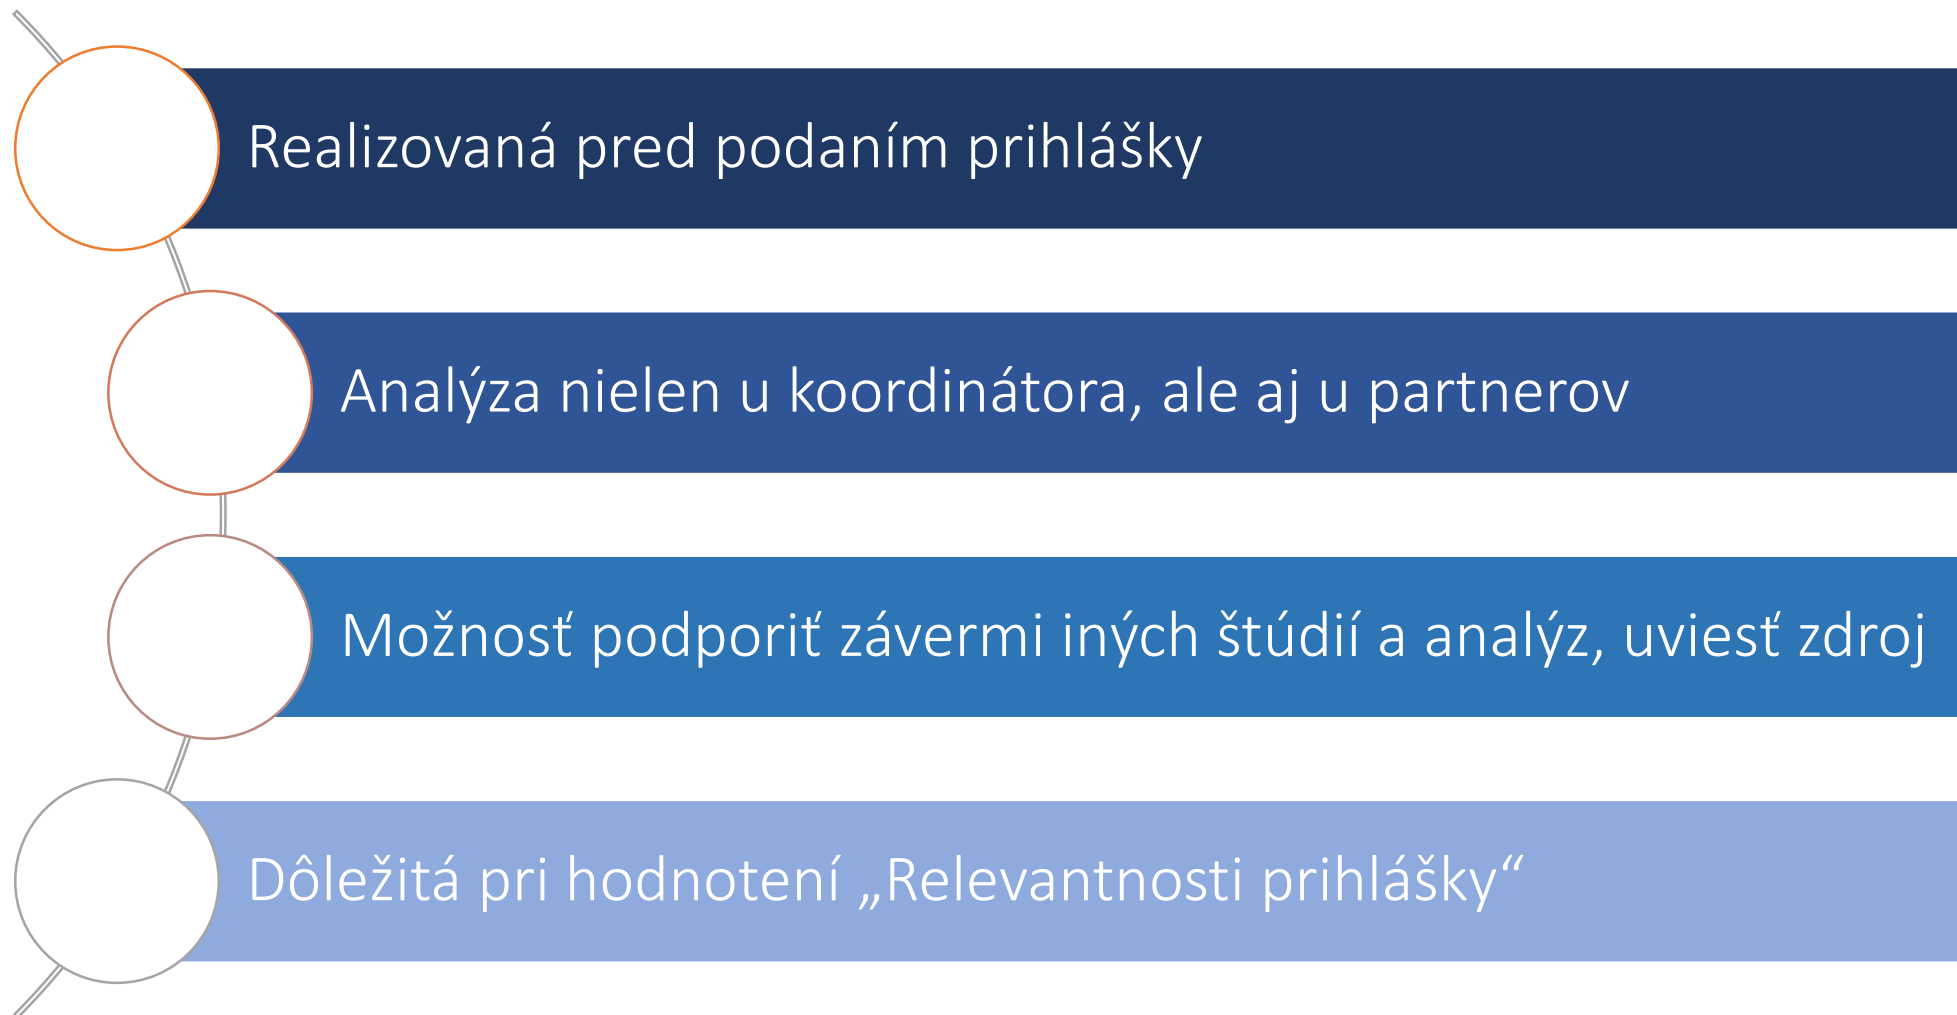 Realizovaná pred podaním prihlášky
Analýza nielen u koordinátora, ale aj u partnerov
Možnosť podporiť závermi iných štúdií a analýz, uviesť zdroj
Dôležitá pri hodnotení „Relevantnosti prihlášky“